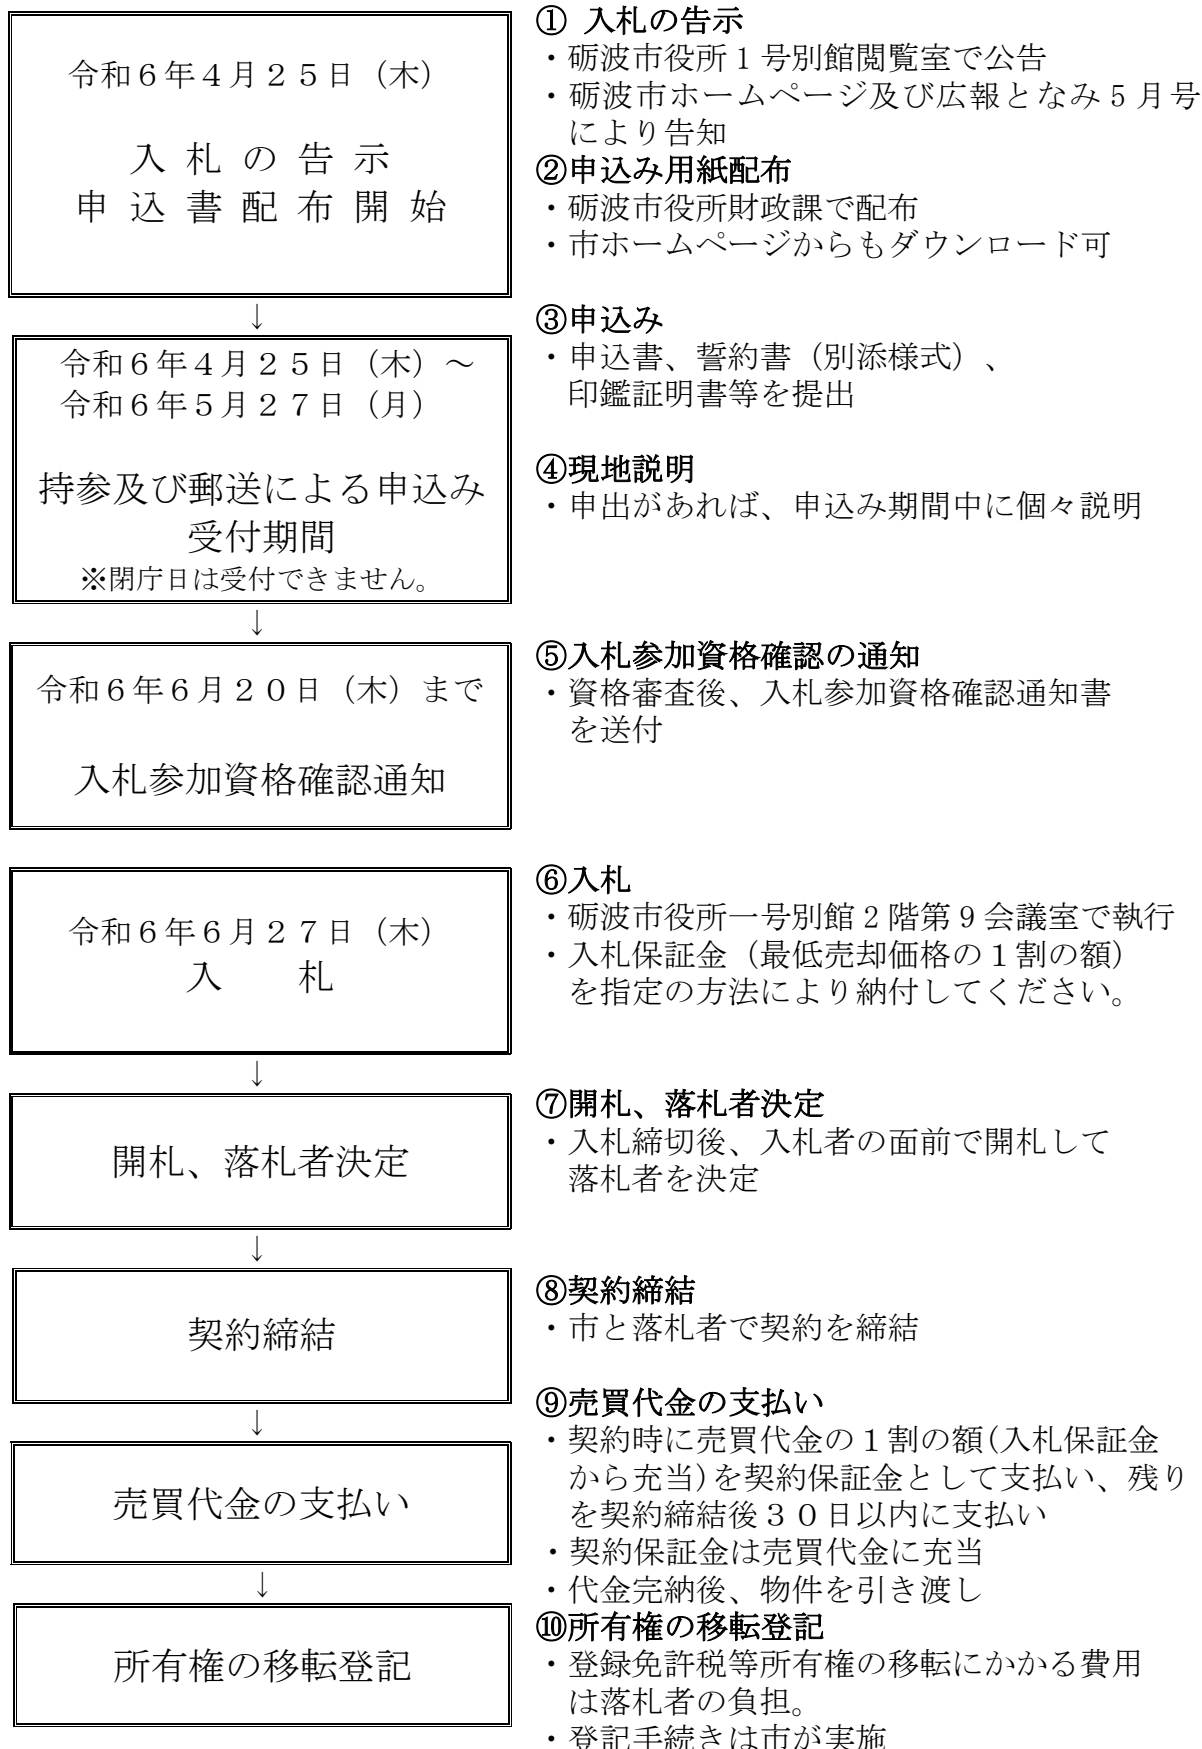 令和６年４月２５日（木）
入札の告示
申込書配布開始
① 入札の告示
・砺波市役所１号別館閲覧室で公告
・砺波市ホームページ及び広報となみ５月号
により告知
②申込み用紙配布
・砺波市役所財政課で配布
・市ホームページからもダウンロード可
↓
令和６年４月２５日（木）～
令和６年５月２７日（月）
持参及び郵送による申込み
受付期間
※閉庁日は受付できません。
③申込み
・申込書、誓約書（別添様式）、
印鑑証明書等を提出
④現地説明
・申出があれば、申込み期間中に個々説明
↓
令和６年６月２０日（木）まで
入札参加資格確認通知
⑤入札参加資格確認の通知
・資格審査後、入札参加資格確認通知書
を送付
令和６年６月２７日（木）
入　　札
⑥入札
・砺波市役所一号別館２階第９会議室で執行
・入札保証金（最低売却価格の１割の額）
を指定の方法により納付してください。
↓
開札、落札者決定
⑦開札、落札者決定
・入札締切後、入札者の面前で開札して
落札者を決定
↓
契約締結
⑧契約締結
・市と落札者で契約を締結
↓
売買代金の支払い
⑨売買代金の支払い
・契約時に売買代金の１割の額(入札保証金
から充当)を契約保証金として支払い、残り
を契約締結後３０日以内に支払い
・契約保証金は売買代金に充当
・代金完納後、物件を引き渡し
↓
所有権の移転登記
⑩所有権の移転登記
・登録免許税等所有権の移転にかかる費用
は落札者の負担。
・登記手続きは市が実施